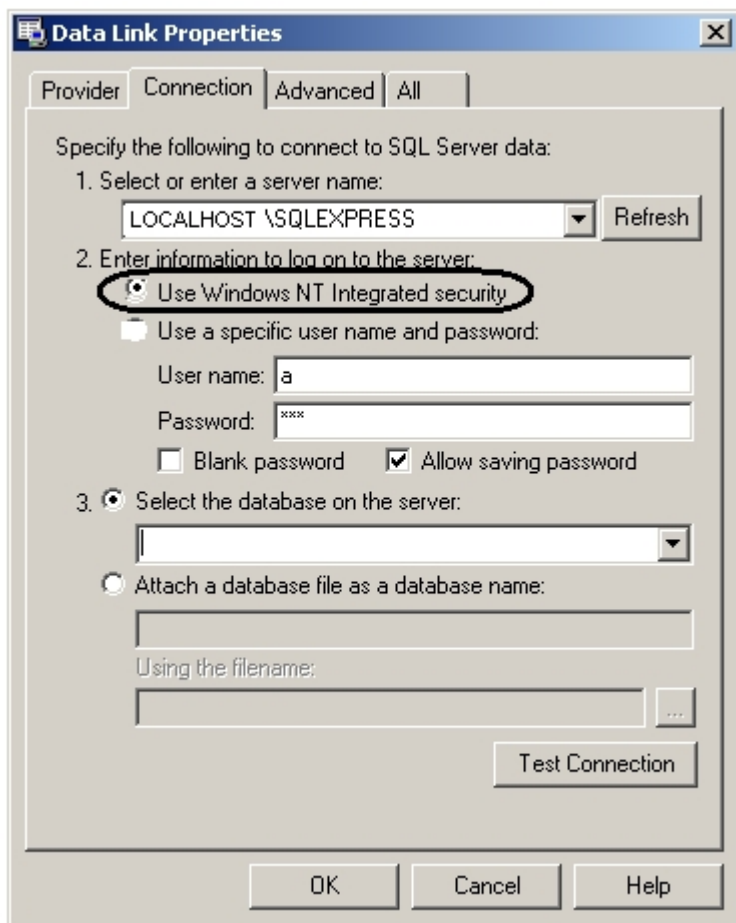 Data Link Properties
Provider Connection Advanced All
Specify the following to connect to SQL Server data:
1. Select or enter a server name:
LOCALHOST \SQLEXPRESS Refresh
2. Enter information to log on to the server:
Use Windows NT Integrated security
Use a specific user name and password:
User name: a
Password: ***
Blank password Allow saving password
3. Select the database on the server:
Attach a database file as a database name:
Using the filename:
...
Test Connection
OK Cancel Help